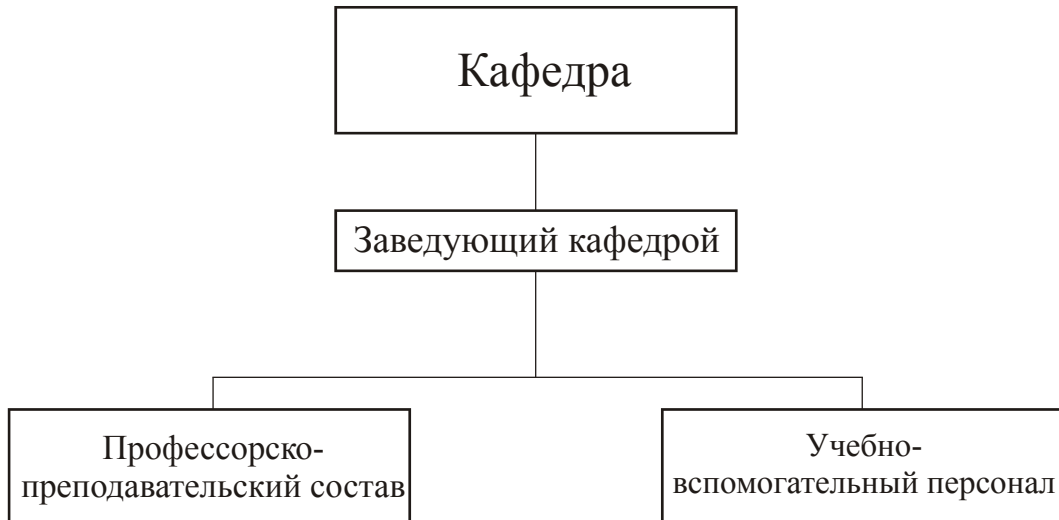 Кафедра
Заведующий кафедрой
Профессорско-
преподавательский состав
Учебно-
вспомогательный персонал